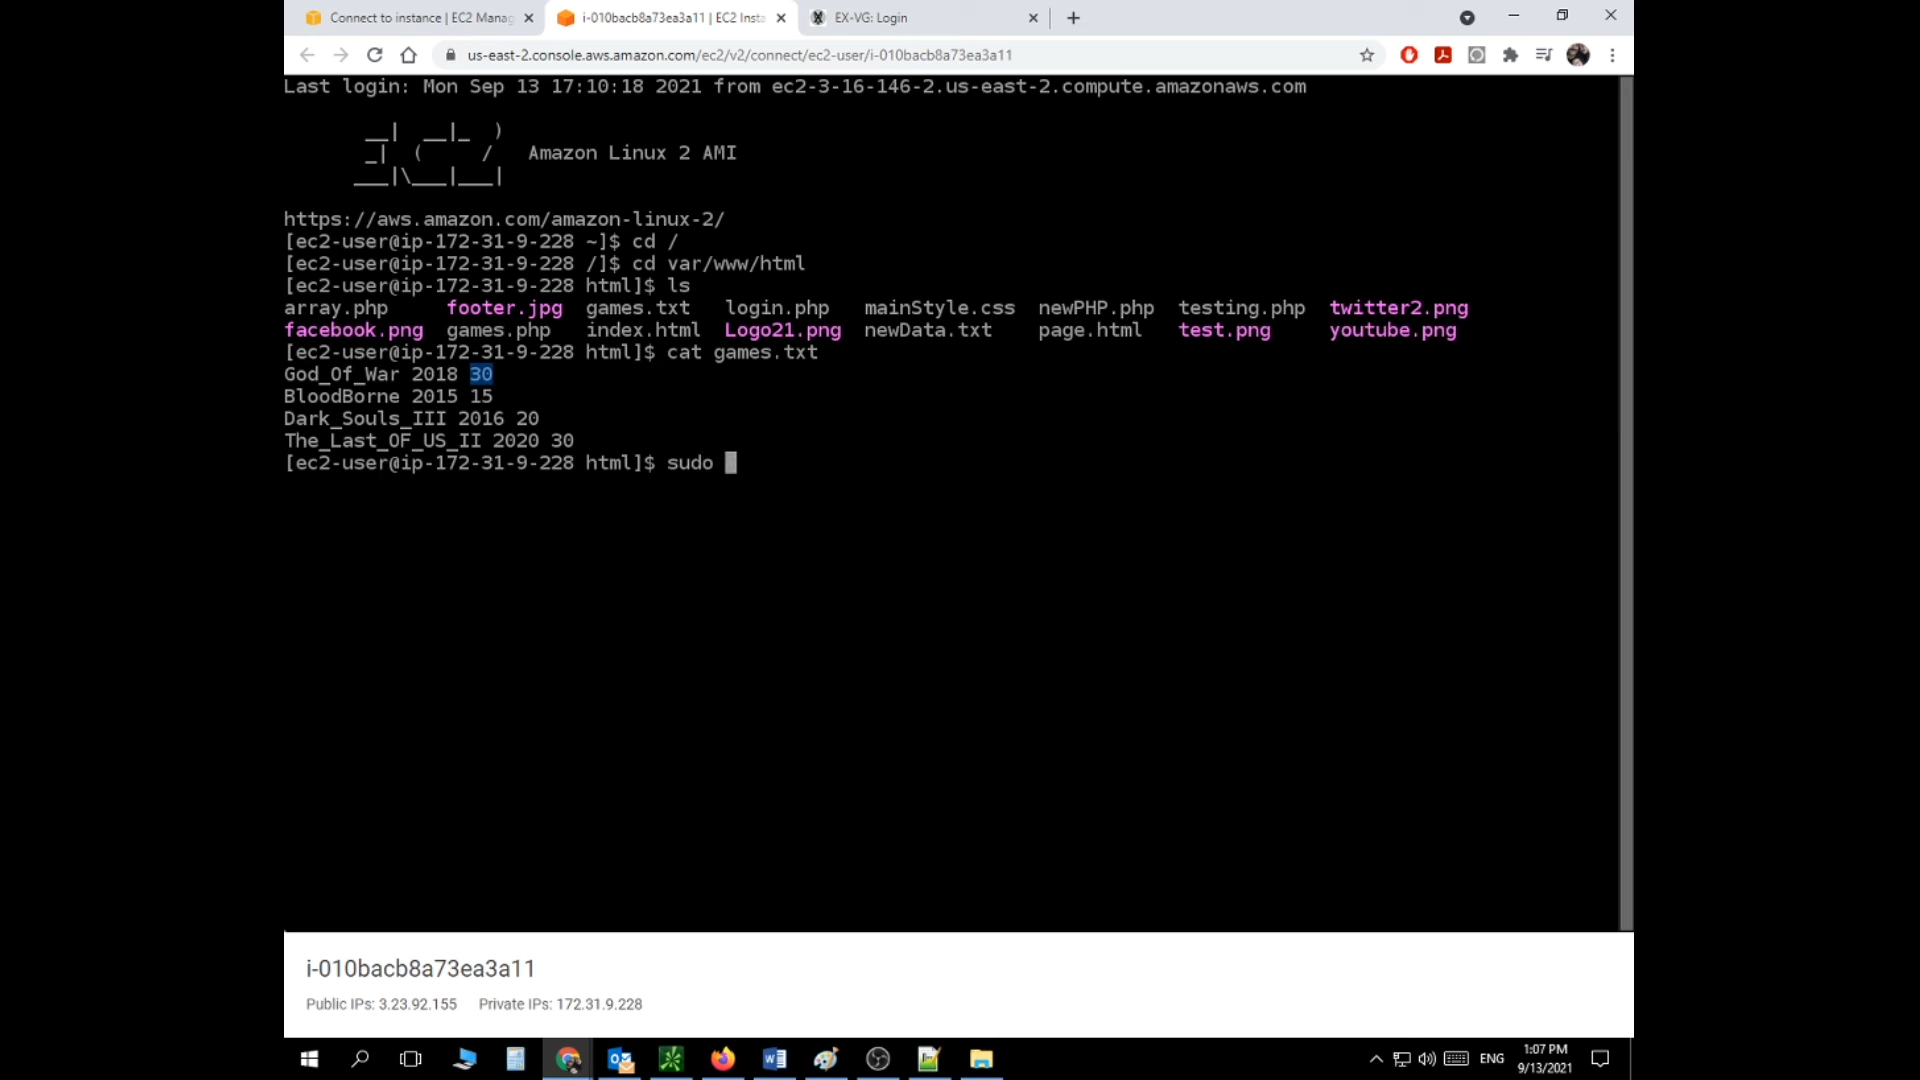 Connect to instance | EC2 Manag
i-010bacb8a73ea3a11 | EC2 Insta
EX-VG: Login
us-east-2.console.aws.amazon.com/ec2/v2/connect/ec2-user/i-010bacb8a73ea3a11
Last login: Mon Sep 13 17:10:18 2021 from ec2-3-16-146-2.us-east-2.compute.amazonaws.com
__|  __|_  )
_|  (     /   Amazon Linux 2 AMI
___|\___|___|
https://aws.amazon.com/amazon-linux-2/
[ec2-user@ip-172-31-9-228 ~]$ cd /
[ec2-user@ip-172-31-9-228 /]$ cd var/www/html
[ec2-user@ip-172-31-9-228 html]$ ls
array.php footer.jpg games.txt login.php mainStyle.css newPHP.php testing.php twitter2.png
facebook.png games.php index.html Logo21.png newData.txt page.html test.png youtube.png
[ec2-user@ip-172-31-9-228 html]$ cat games.txt
God_Of_War 2018 30
BloodBorne 2015 15
Dark_Souls_III 2016 20
The_Last_OF_US_II 2020 30
[ec2-user@ip-172-31-9-228 html]$ sudo
i-010bacb8a73ea3a11
Public IPs: 3.23.92.155 Private IPs: 172.31.9.228
ENG
1:07 PM
9/13/2021